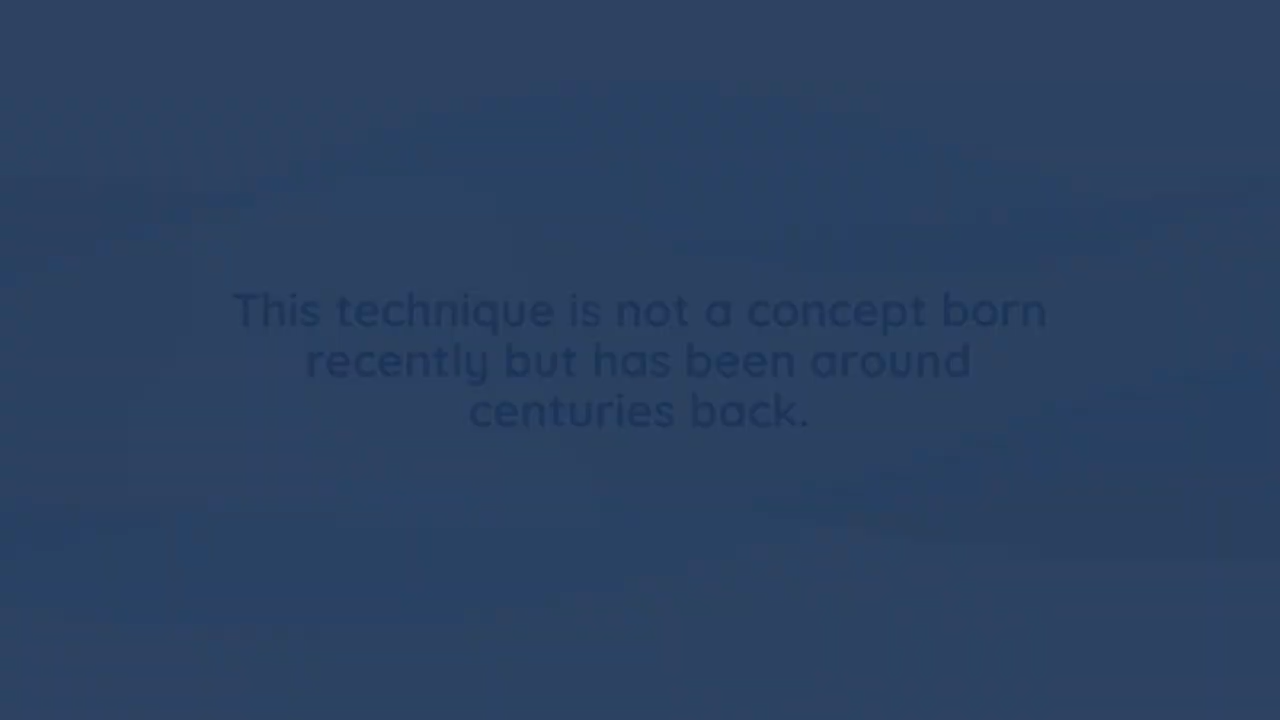 This technique is not a concept born
recently but has been around
centuries back.